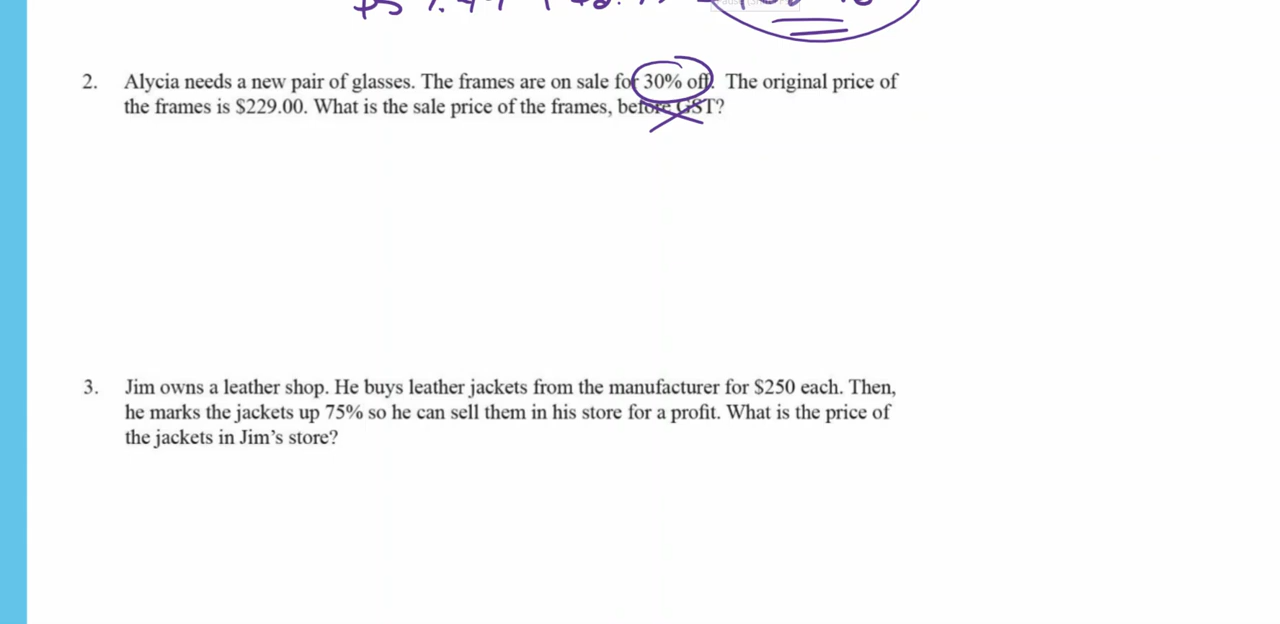 2. Alycia needs a new pair of glasses. The frames are on sale for 30% off. The original price of
the frames is $229.00. What is the sale price of the frames, before GST?
3. Jim owns a leather shop. He buys leather jackets from the manufacturer for $250 each. Then,
he marks the jackets up 75% so he can sell them in his store for a profit. What is the price of
the jackets in Jim’s store?